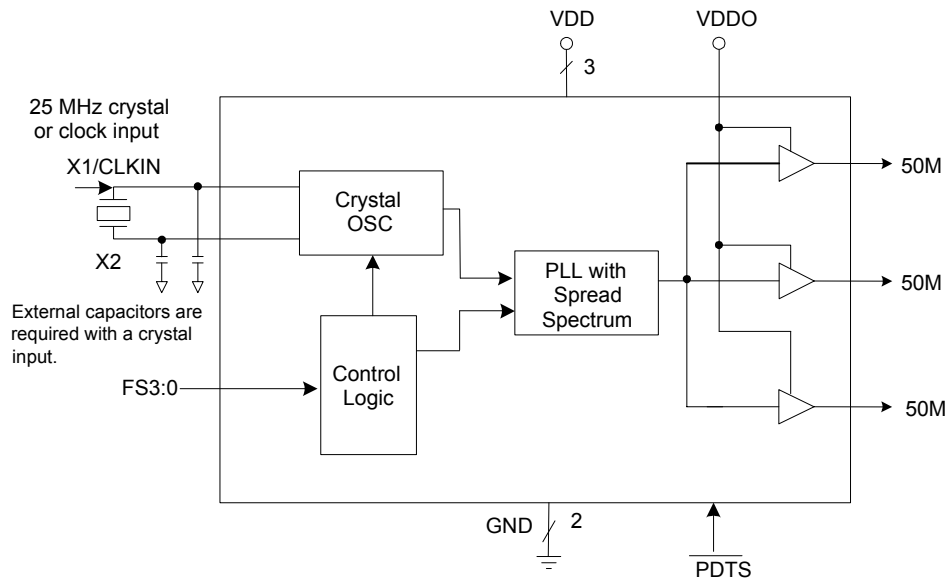 VDD
VDDO
3
25 MHz crystal
or clock input
X1/CLKIN
X2
External capacitors are
required with a crystal
input.
FS3:0
Crystal
OSC
Control
Logic
PLL with
Spread
Spectrum
50M
50M
50M
GND
2
PDTS